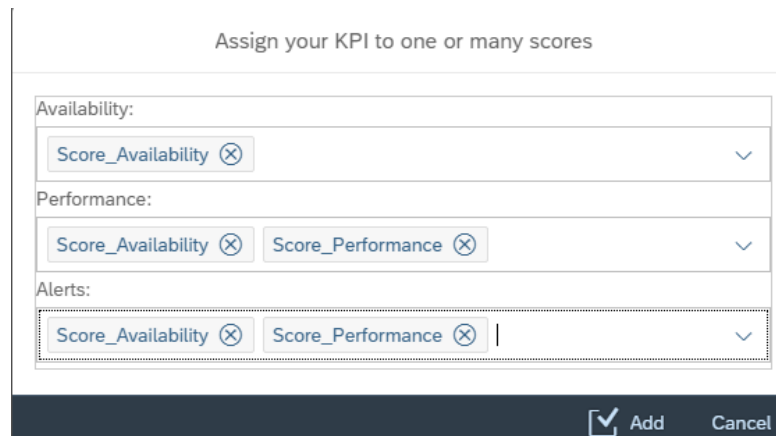 Assign your KPI to one or many scores
Availability:
Score_Availability
Performance:
Score_Availability Score_Performance
Alerts:
Score_Availability Score_Performance
Add Cancel